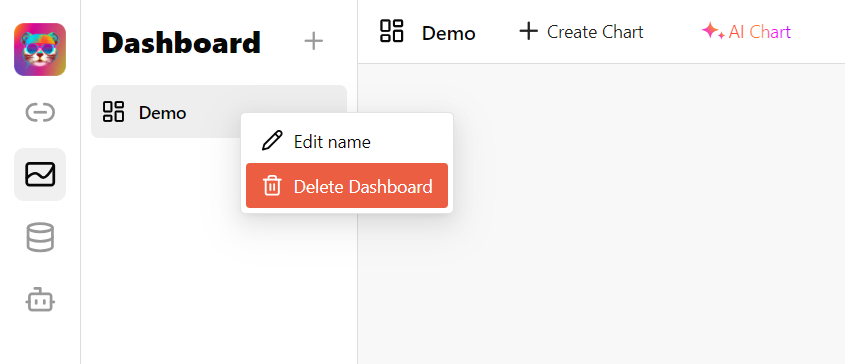 Dashboard
Demo
Edit name
Delete Dashboard
Demo
Create Chart
AI Chart